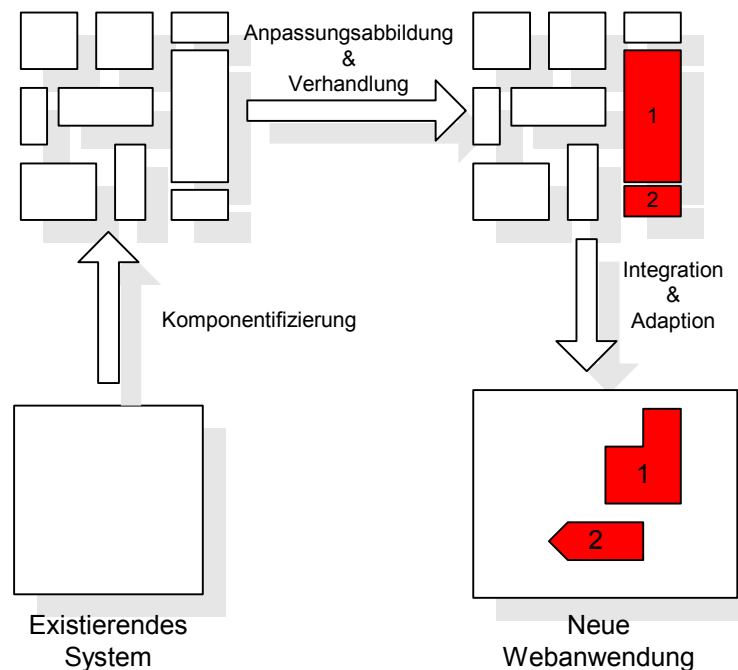 Anpassungsabbildung
&
Verhandlung
1
2
Komponentifizierung
Integration
&
Adaption
1
2
Existierendes
System
Neue
Webanwendung